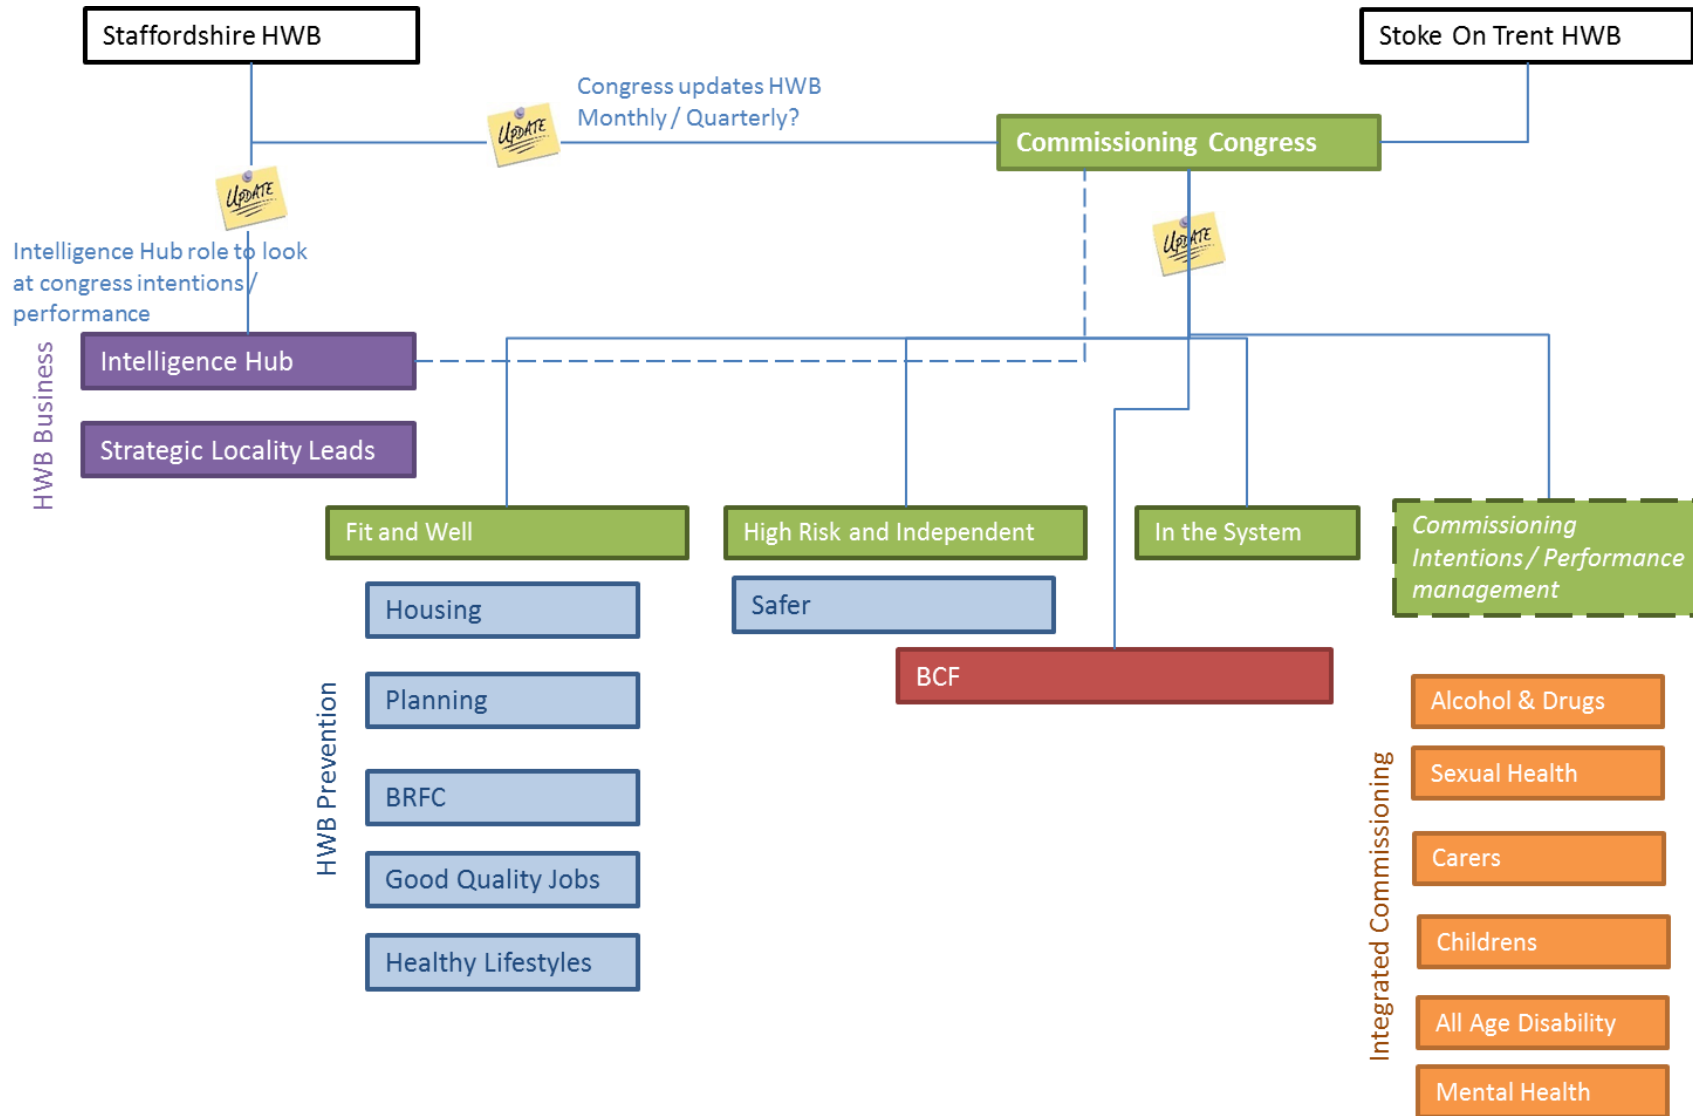 Staffordshire HWB
Stoke On Trent HWB
Congress updates HWB
Monthly / Quarterly?
UPDATE
Commissioning Congress
UPDATE
UPDATE
Intelligence Hub role to look
at congress intentions /
performance
HWB Business
Intelligence Hub
Strategic Locality Leads
Fit and Well
High Risk and Independent
In the System
Commissioning
Intentions / Performance
management
HWB Prevention
Housing
Planning
BRFC
Good Quality Jobs
Healthy Lifestyles
Safer
BCF
Integrated Commissioning
Alcohol & Drugs
Sexual Health
Carers
Childrens
All Age Disability
Mental Health